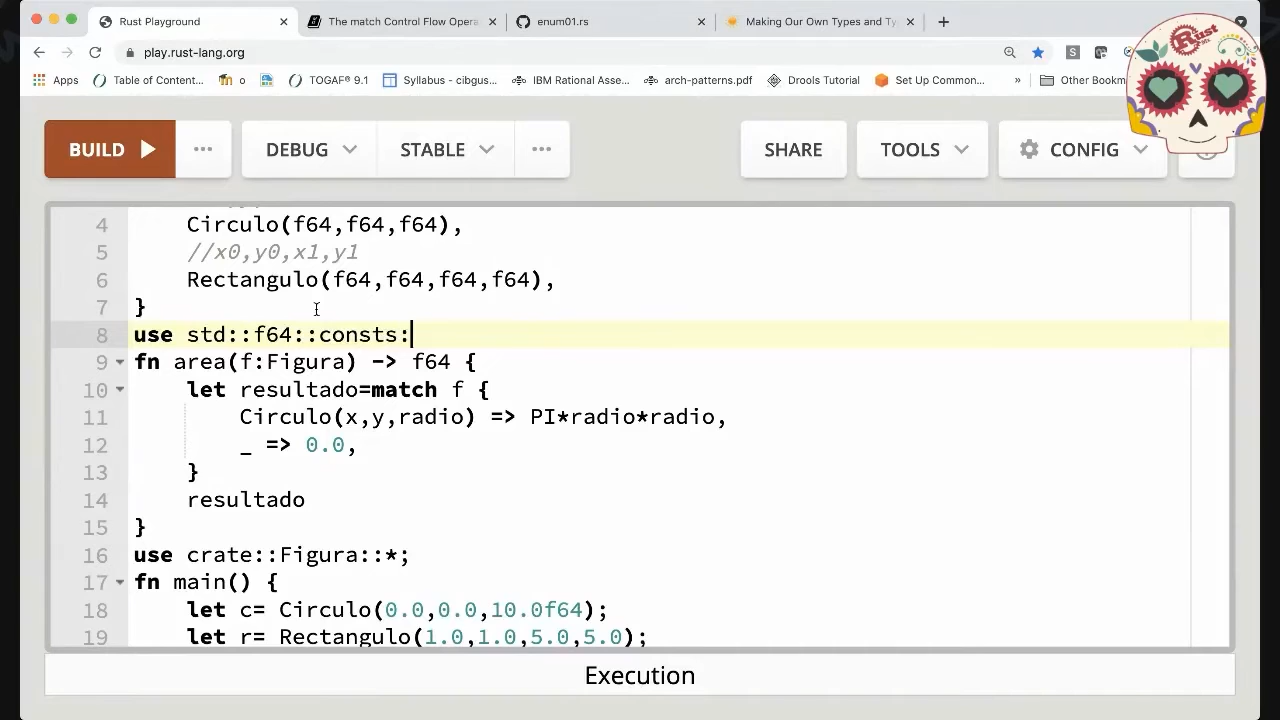 Rust Playground
The match Control Flow Opera
enum01.rs
Making Our Own Types and Ty
play.rust-lang.org
Apps
Table of Content...
o
TOGAF® 9.1
Syllabus - cibgus...
IBM Rational Asse...
arch-patterns.pdf
Drools Tutorial
Set Up Common...
»
Other Bookm
Rust
BUILD
...
DEBUG
STABLE
...
SHARE
TOOLS
CONFIG
4 Circulo(f64,f64,f64),
5 //x0,y0,x1,y1
6 Rectangulo(f64,f64,f64,f64),
7 }
8 use std::f64::consts:
9 fn area(f:Figura) -> f64 {
10 let resultado=match f {
11 Circulo(x,y,radio) => PI*radio*radio,
12 _ => 0.0,
13 }
14 resultado
15 }
16 use crate::Figura::*;
17 fn main() {
18 let c= Circulo(0.0,0.0,10.0f64);
19 let r= Rectangulo(1.0,1.0,5.0,5.0);
Execution